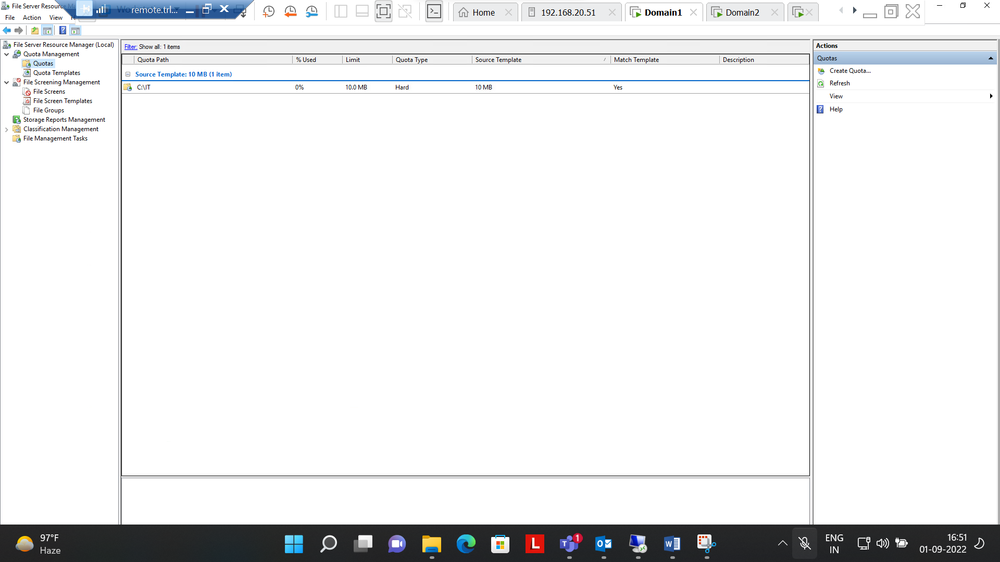 File Server Resource M
remote.trl...
Home
192.168.20.51
Domain1
Domain2
File
Action
View
File Server Resource Manager (Local)
Quota Management
Quotas
Quota Templates
File Screening Management
File Screens
File Screen Templates
File Groups
Storage Reports Management
Classification Management
File Management Tasks
Filter: Show all: 1 items
Quota Path % Used Limit Quota Type Source Template Match Template Description
Source Template: 10 MB (1 item)
C:\IT 0% 10.0 MB Hard 10 MB Yes
Actions
Quotas
Create Quota...
Refresh
View
Help
97°F
Haze
L
1
ENG
IN
16:51
01-09-2022